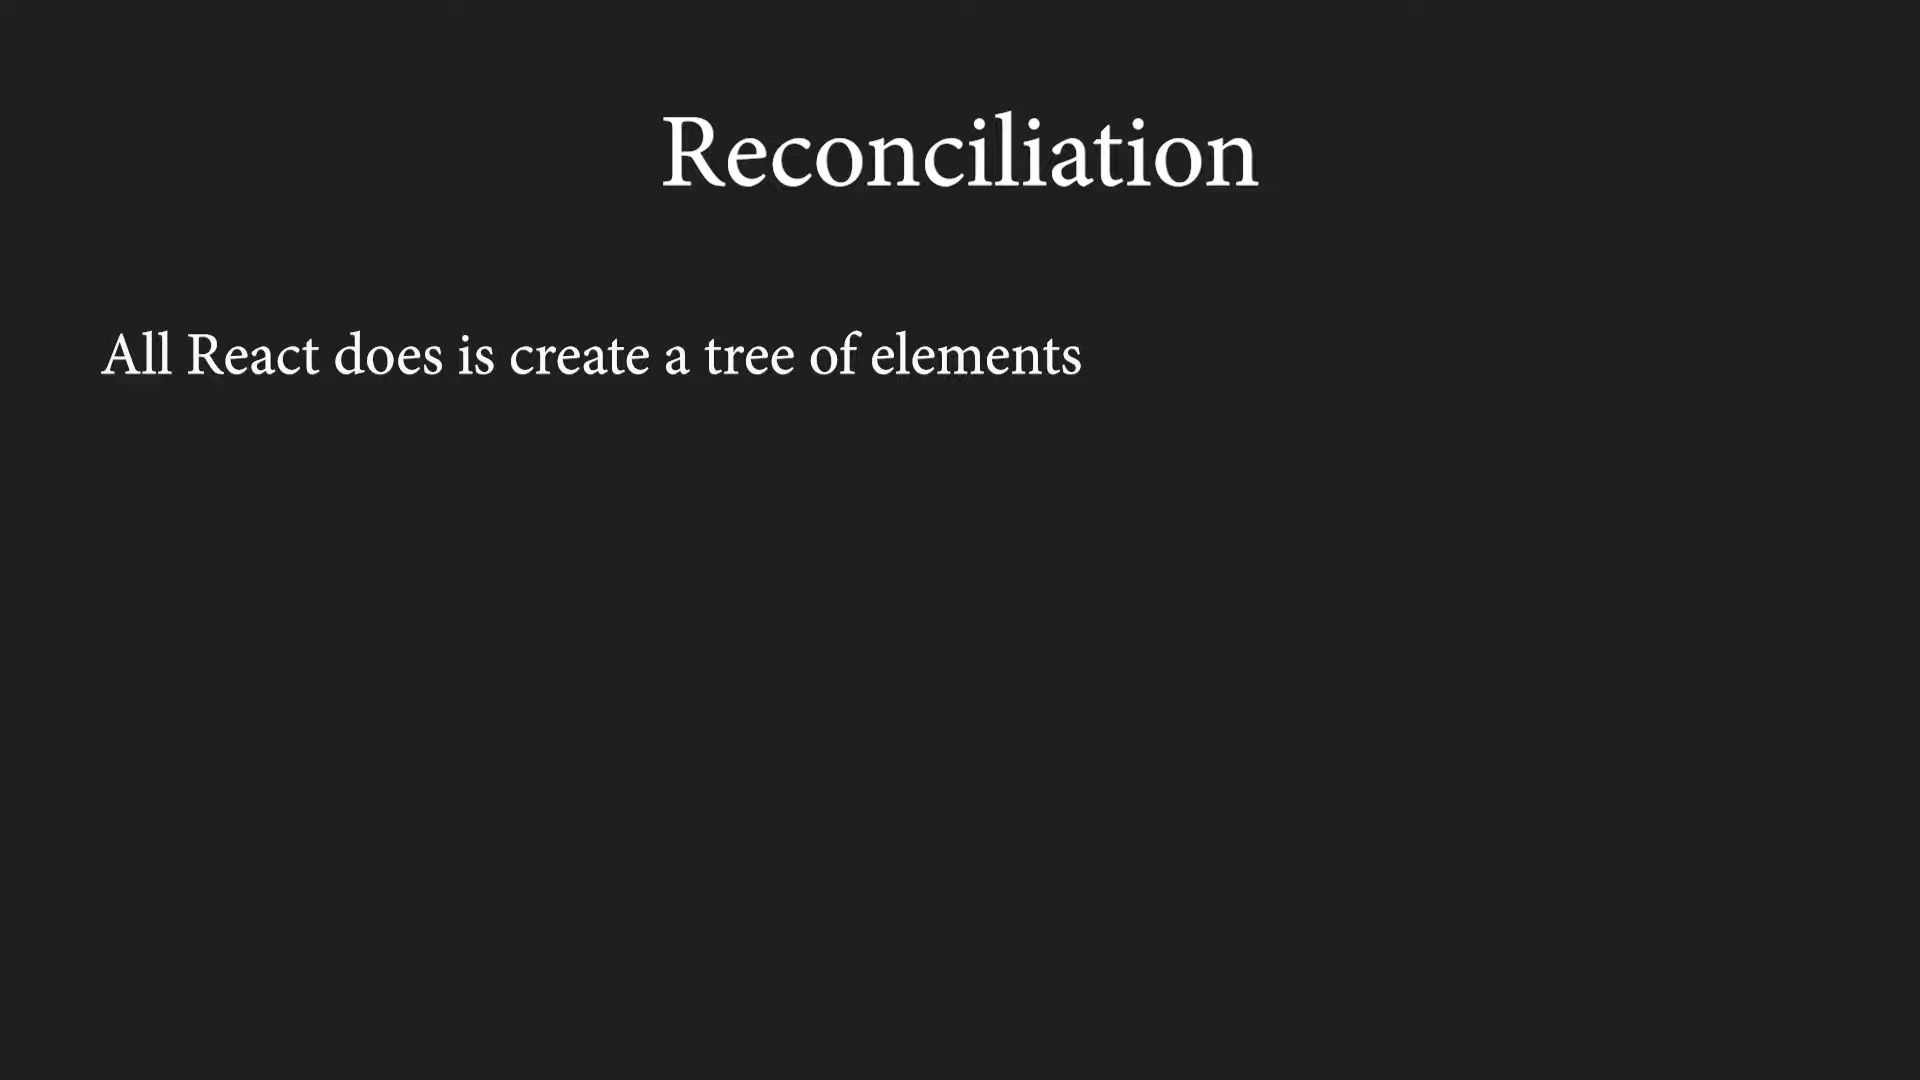 Reconciliation
All React does is create a tree of elements